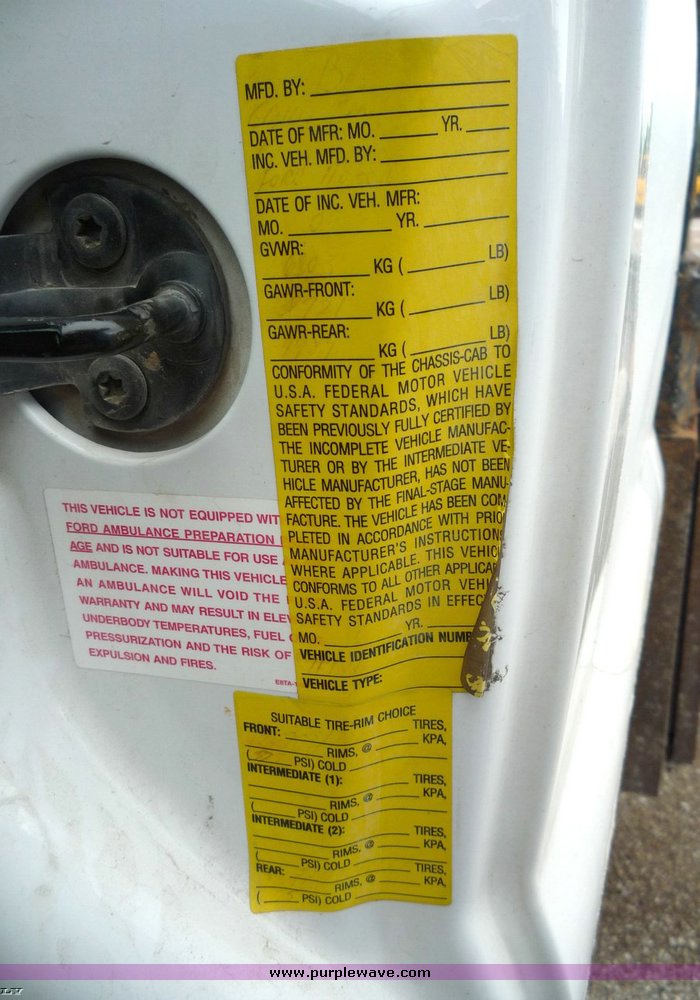 MFD. BY:
DATE OF MFR: MO. YR.
INC. VEH. MFD. BY:
DATE OF INC. VEH. MFR:
MO. YR.
GVWR:
KG ( LB)
GAWR-FRONT:
KG ( LB)
GAWR-REAR:
KG ( LB)
CONFORMITY OF THE CHASSIS-CAB TO
U.S.A. FEDERAL MOTOR VEHICLE
SAFETY STANDARDS, WHICH HAVE
BEEN PREVIOUSLY FULLY CERTIFIED BY
THE INCOMPLETE VEHICLE MANUFAC-
TURER OR BY THE INTERMEDIATE VE-
HICLE MANUFACTURER, HAS NOT BEEN
AFFECTED BY THE FINAL-STAGE MANU-
FACTURE. THE VEHICLE HAS BEEN COM
PLETED IN ACCORDANCE WITH PRIO
MANUFACTURER'S INSTRUCTION
WHERE APPLICABLE. THIS VEHIC
CONFORMS TO ALL OTHER APPLICA
U.S.A. FEDERAL MOTOR VEHI
SAFETY STANDARDS IN EFFEC
MO. YR.
VEHICLE IDENTIFICATION NUMB
VEHICLE TYPE:
THIS VEHICLE IS NOT EQUIPPED WIT
FORD AMBULANCE PREPARATION
AGE AND IS NOT SUITABLE FOR USE
AMBULANCE. MAKING THIS VEHICLE
AN AMBULANCE WILL VOID THE
WARRANTY AND MAY RESULT IN ELEV
UNDERBODY TEMPERATURES, FUEL
PRESSURIZATION AND THE RISK OF
EXPULSION AND FIRES.
SUITABLE TIRE-RIM CHOICE
FRONT: TIRES,
RIMS, @ KPA,
( PSI) COLD
INTERMEDIATE (1): TIRES,
RIMS, @ KPA,
( PSI) COLD
INTERMEDIATE (2): TIRES,
RIMS, @ KPA,
( PSI) COLD
REAR: TIRES,
RIMS, @ KPA,
( PSI) COLD
www.purplewave.com